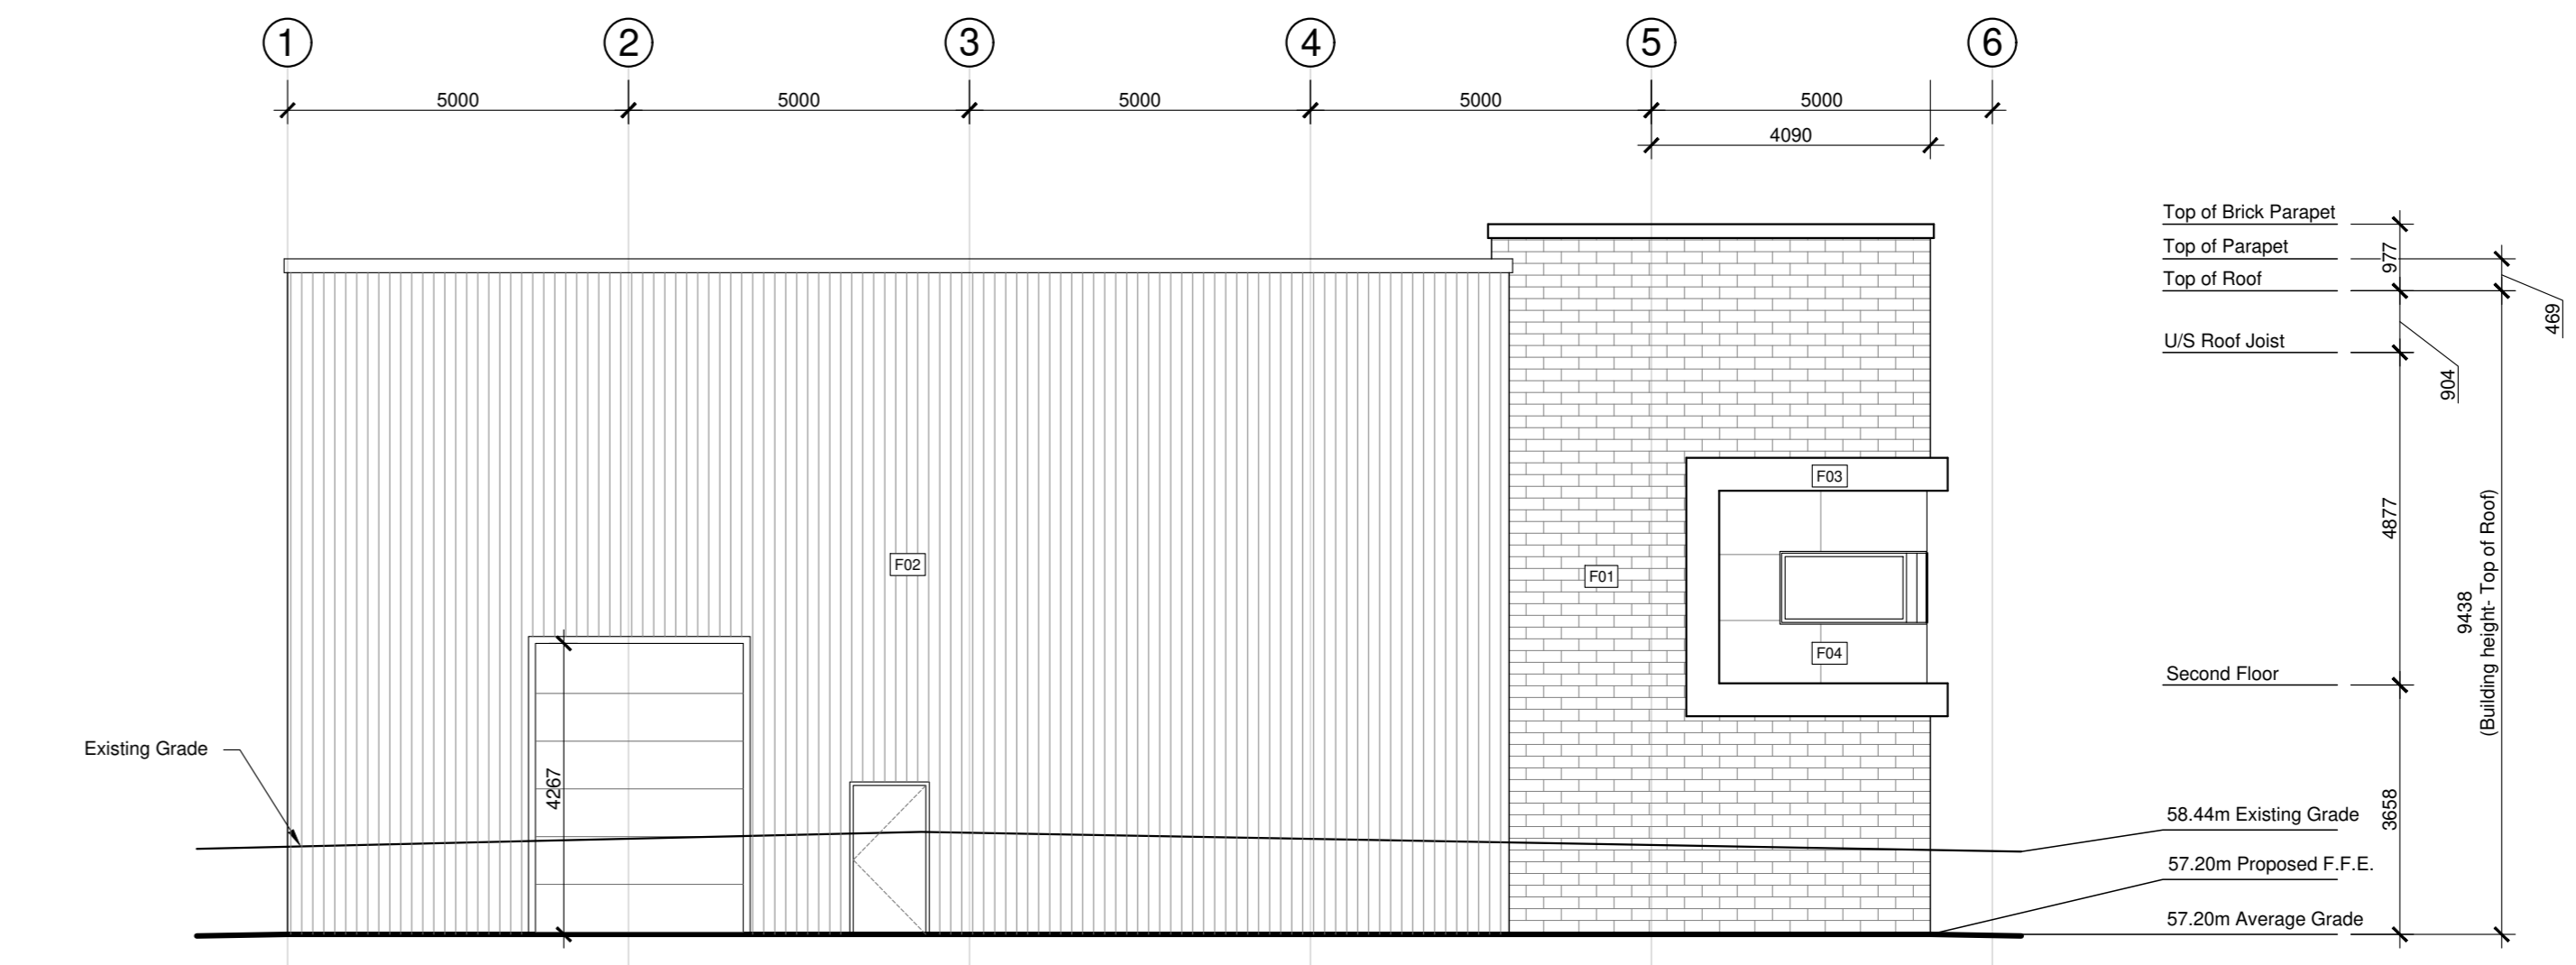 1 2 3 4 5 6
5000 5000 5000 5000 5000
4090
Top of Brick Parapet
Top of Parapet
Top of Roof
U/S Roof Joist
977
469
904
F03
F02
F01
F04
4877
9438
(Building height- Top of Roof)
Second Floor
Existing Grade
4267
3658
58.44m Existing Grade
57.20m Proposed F.F.E.
57.20m Average Grade